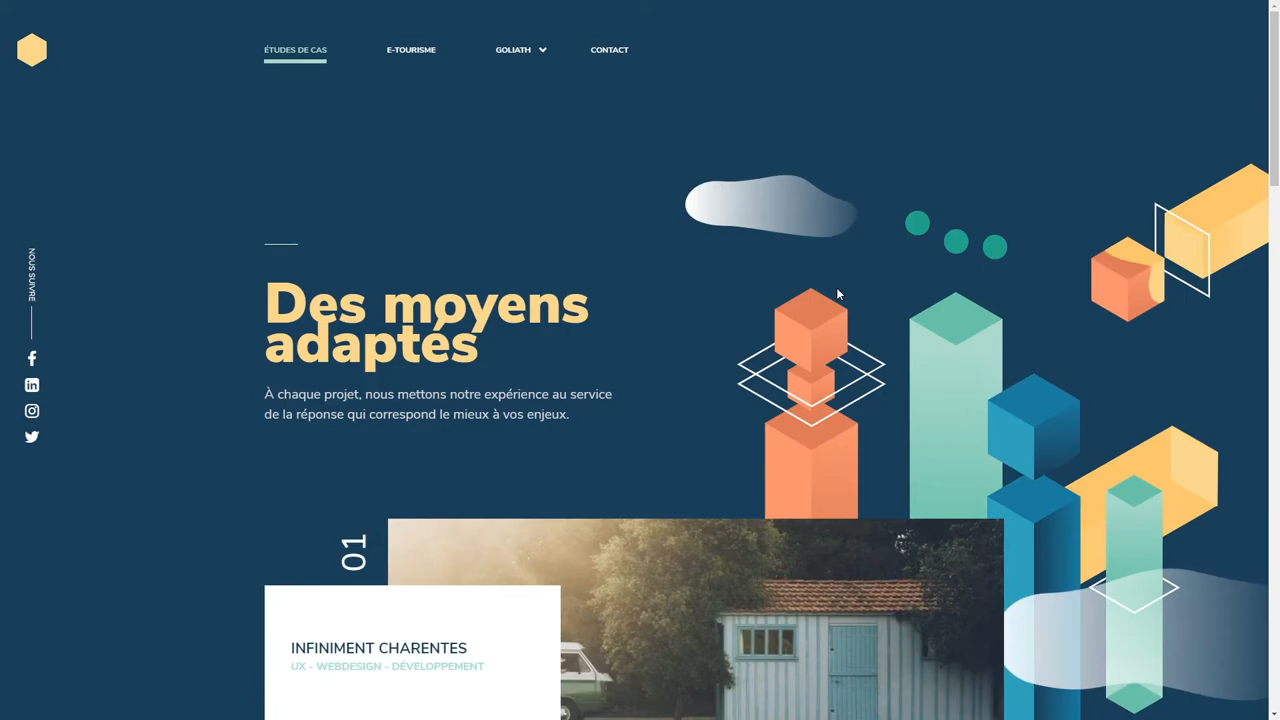 ÉTUDES DE CAS
E-TOURISME
GOLIATH
CONTACT
NOUS SUIVRE
Des moyens
adaptés
À chaque projet, nous mettons notre expérience au service
de la réponse qui correspond le mieux à vos enjeux.
01
INFINIMENT CHARENTES
UX - WEBDESIGN - DÉVELOPPEMENT